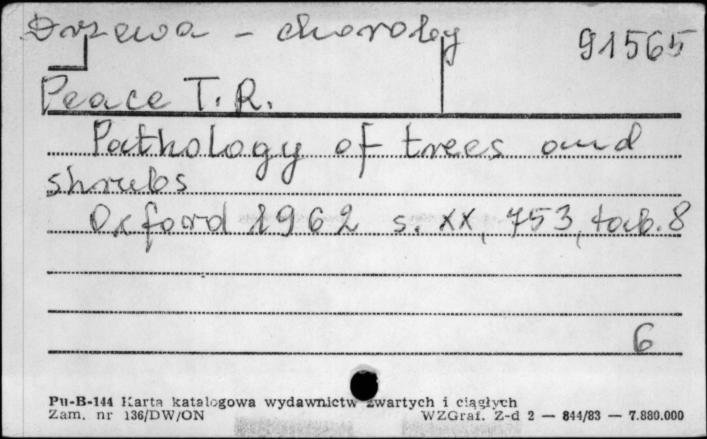 Drzewa - choroby 91565
Peace T. R.
Pathology of trees and
shrubs
Oxford 1962 s. XX, 753, tab. 8
6
Pu-B-144 Karta katalogowa wydawnictw zwartych i ciągłych
Zam. nr 136/DW/ON WZGraf. Z-d 2 — 844/83 — 7.880.000